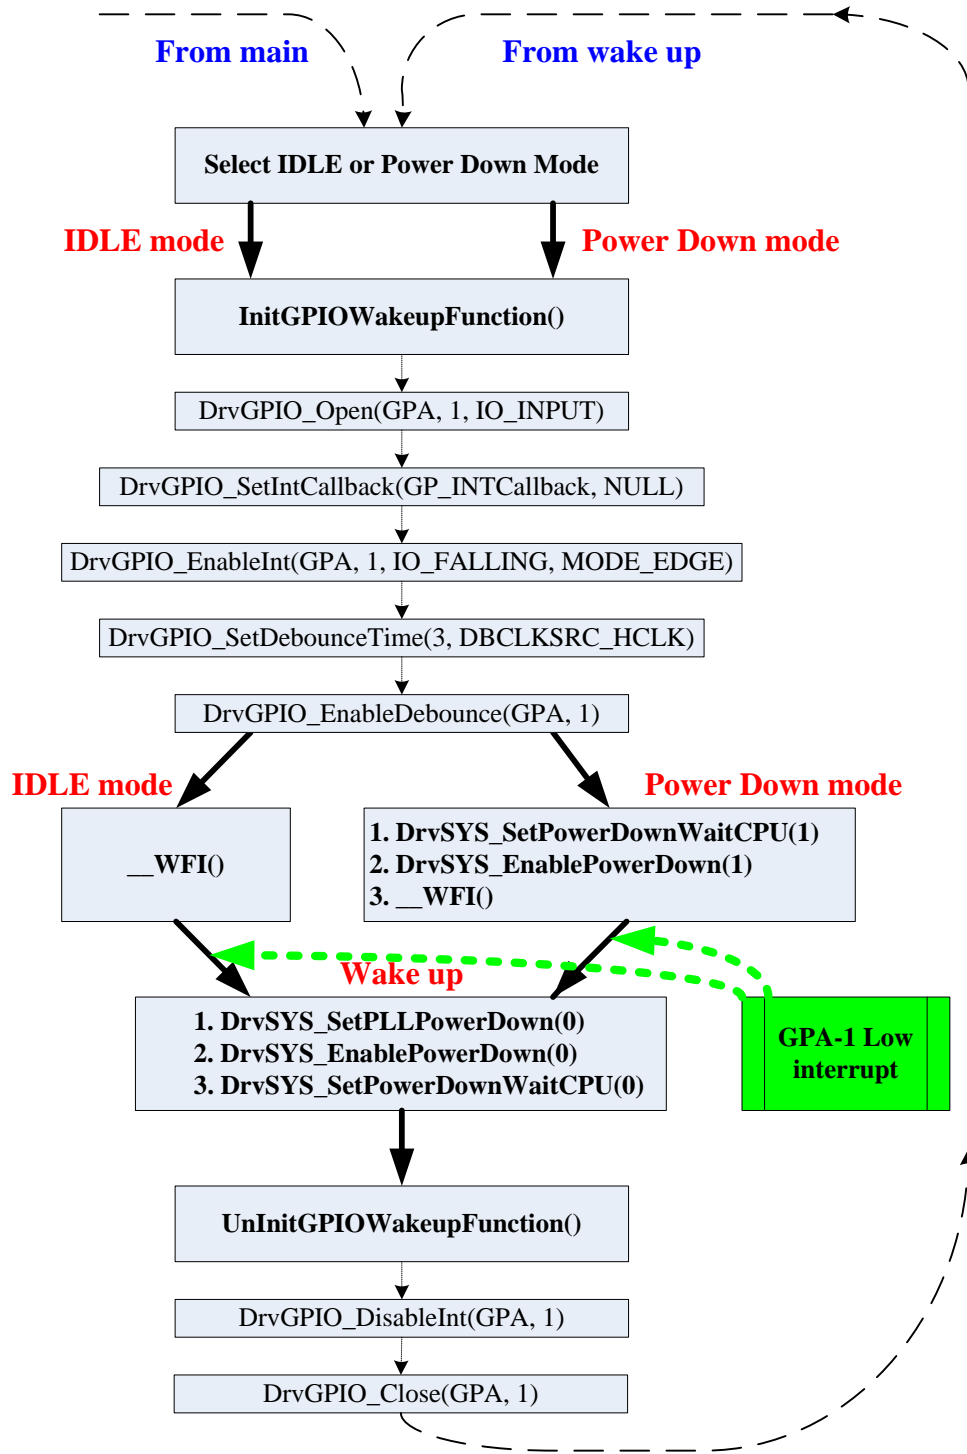 From main
From wake up
Select IDLE or Power Down Mode
IDLE mode
Power Down mode
InitGPIOWakeupFunction()
DrvGPIO_Open(GPA, 1, IO_INPUT)
DrvGPIO_SetIntCallback(GP_INTCallback, NULL)
DrvGPIO_EnableInt(GPA, 1, IO_FALLING, MODE_EDGE)
DrvGPIO_SetDebounceTime(3, DBCLKSRC_HCLK)
DrvGPIO_EnableDebounce(GPA, 1)
IDLE mode
Power Down mode
__WFI()
1. DrvSYS_SetPowerDownWaitCPU(1)
2. DrvSYS_EnablePowerDown(1)
3. __WFI()
Wake up
1. DrvSYS_SetPLLPowerDown(0)
2. DrvSYS_EnablePowerDown(0)
3. DrvSYS_SetPowerDownWaitCPU(0)
GPA-1 Low
interrupt
UnInitGPIOWakeupFunction()
DrvGPIO_DisableInt(GPA, 1)
DrvGPIO_Close(GPA, 1)